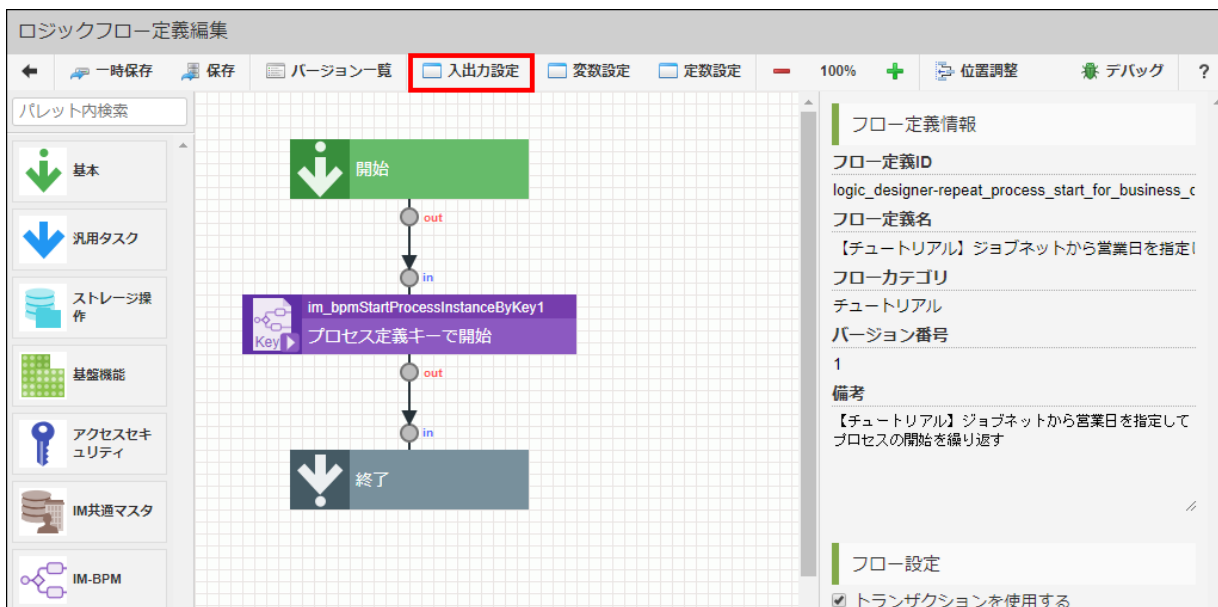 ロジックフロー定義編集
一時保存 保存 バージョン一覧 入出力設定 変数設定 定数設定 100% 位置調整 デバッグ ?
パレット内検索
基本
汎用タスク
ストレージ操
作
基盤機能
アクセスセキ
ュリティ
IM共通マスタ
IM-BPM
開始
out
in
im_bpmStartProcessInstanceByKey1
Key
プロセス定義キーで開始
out
in
終了
フロー定義情報
フロー定義ID
logic_designer-repeat_process_start_for_business_c
フロー定義名
【チュートリアル】ジョブネットから営業日を指定し
フローカテゴリ
チュートリアル
バージョン番号
1
備考
【チュートリアル】ジョブネットから営業日を指定して
プロセスの開始を繰り返す
フロー設定
トランザクションを使用する